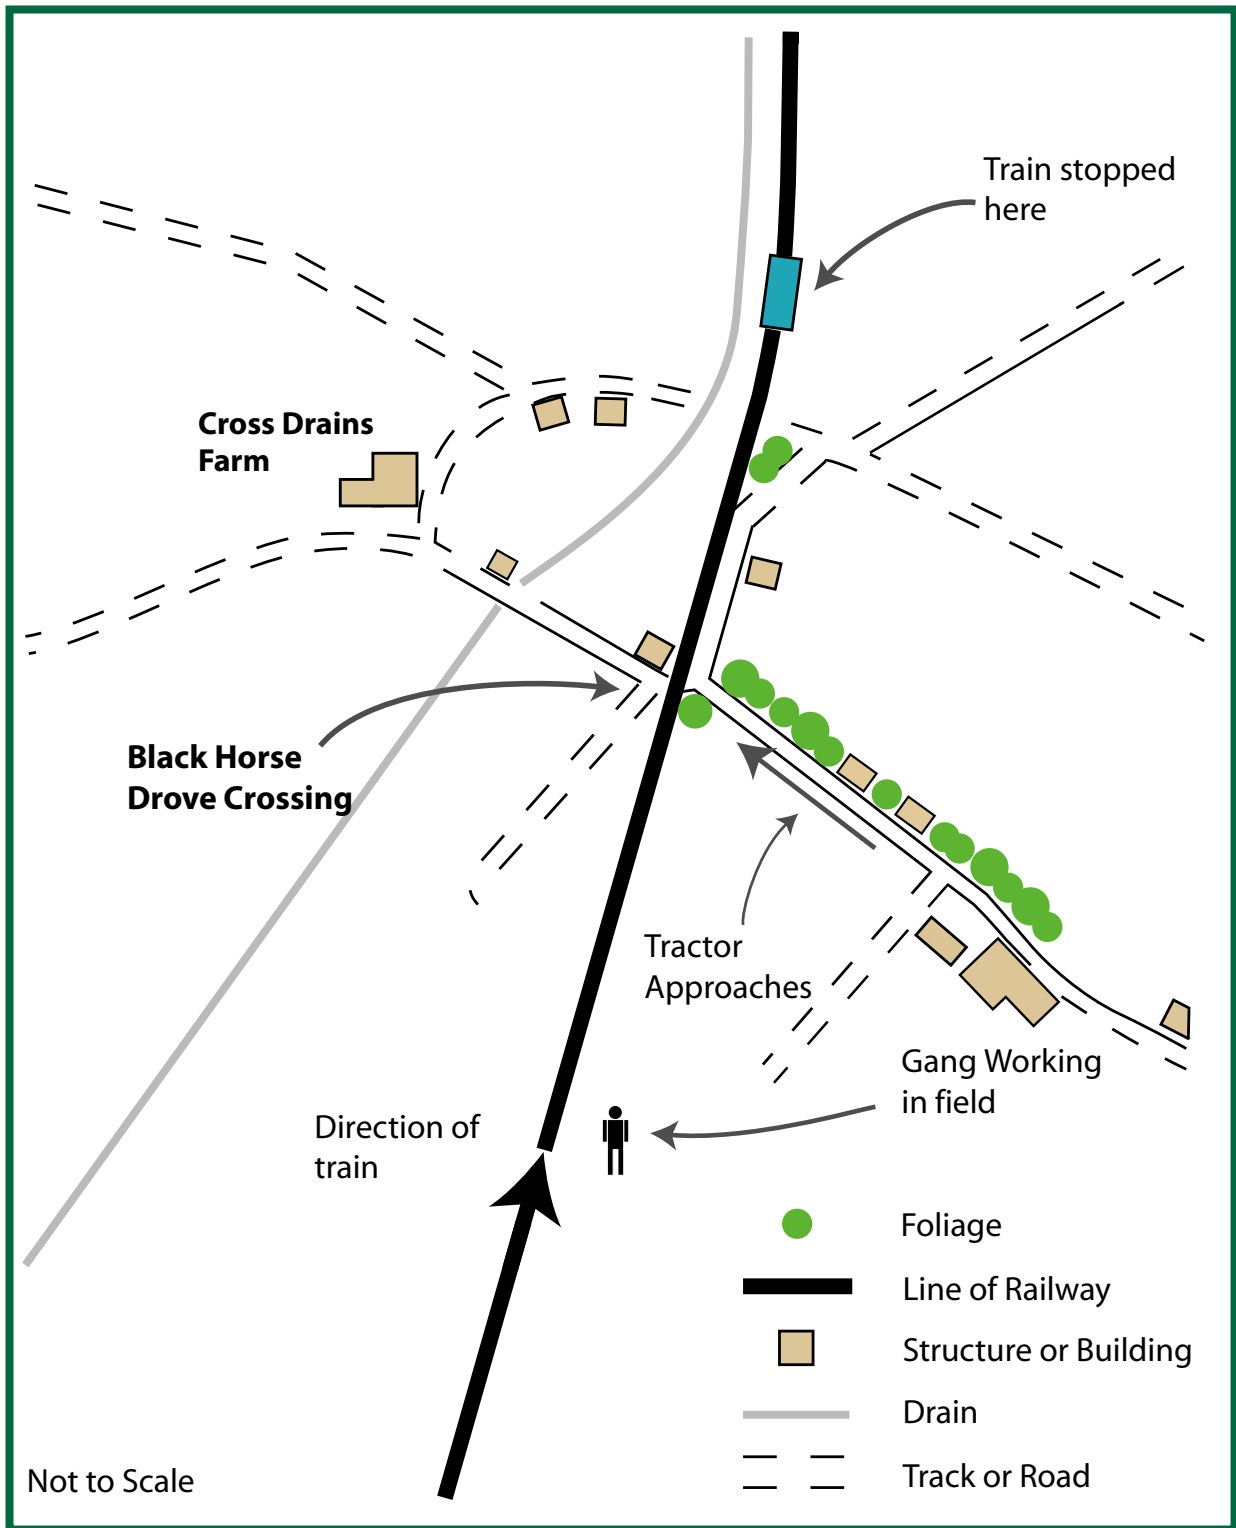 Train stopped
here
Cross Drains
Farm
Black Horse
Drove Crossing
Tractor
Approaches
Gang Working
in field
Direction of
train
Foliage
Line of Railway
Structure or Building
Drain
Track or Road
Not to Scale